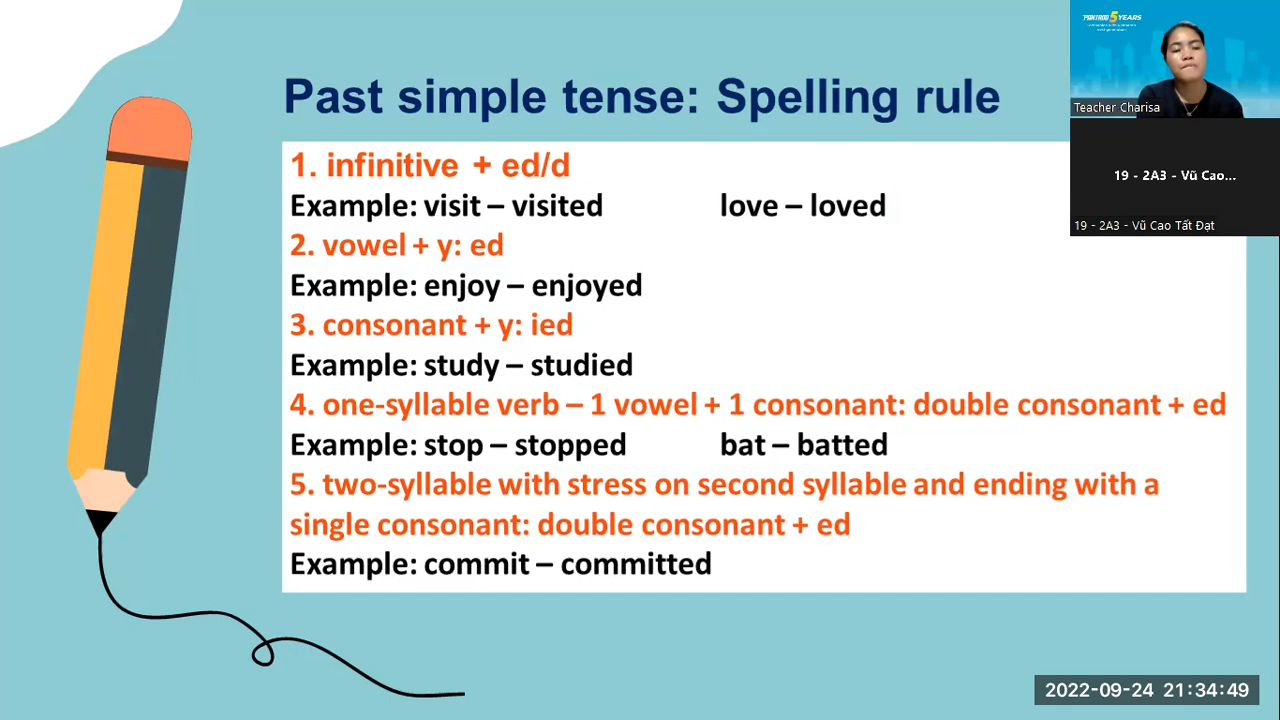 Past simple tense: Spelling rule
1. infinitive + ed/d
Example: visit – visited love – loved
2. vowel + y: ed
Example: enjoy – enjoyed
3. consonant + y: ied
Example: study – studied
4. one-syllable verb – 1 vowel + 1 consonant: double consonant + ed
Example: stop – stopped bat – batted
5. two-syllable with stress on second syllable and ending with a
single consonant: double consonant + ed
Example: commit – committed
5 YEARS
Teacher Charisa
19 - 2A3 - Vũ Cao...
19 - 2A3 - Vũ Cao Tất Đạt
2022-09-24 21:34:49